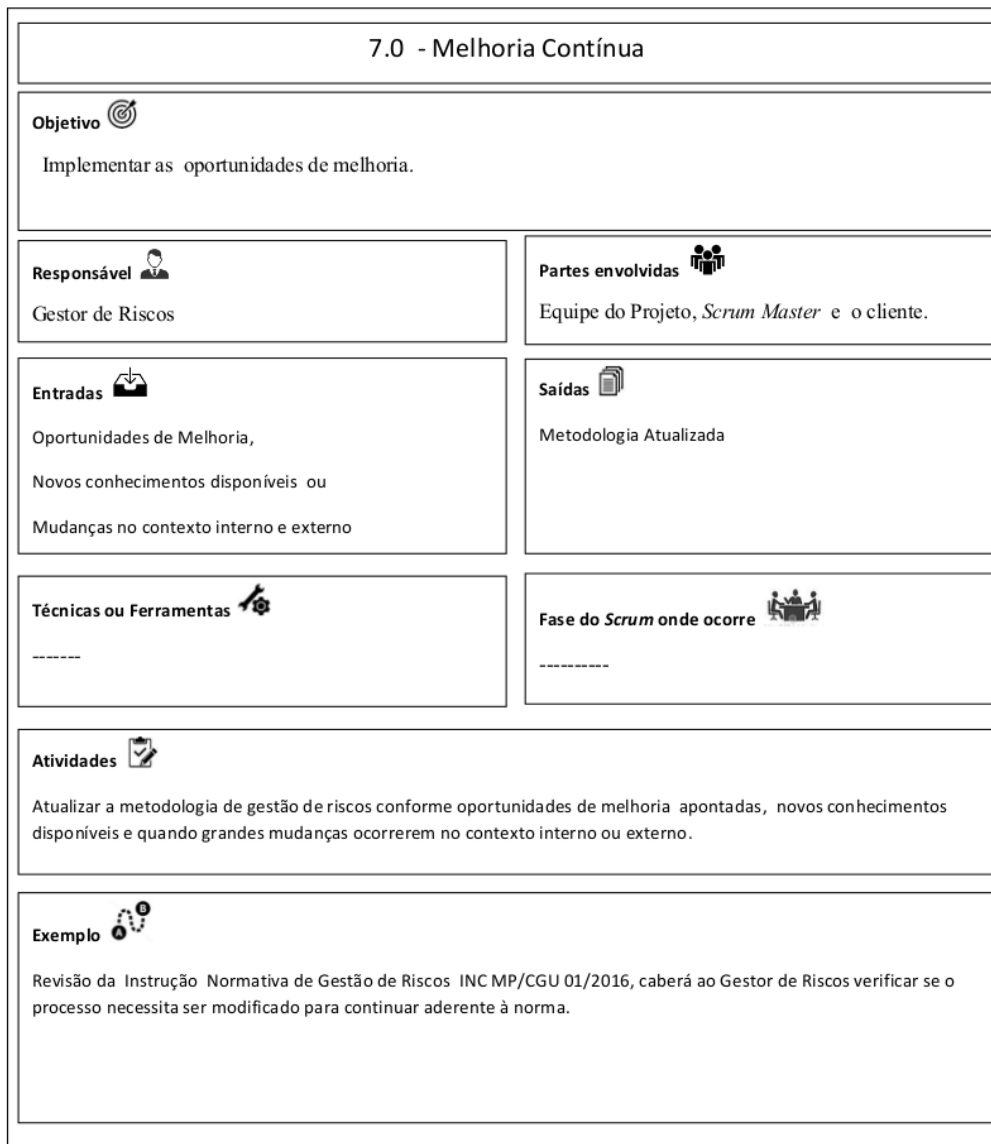 7.0 - Melhoria Contínua
Objetivo
Implementar as oportunidades de melhoria.
Responsável
Gestor de Riscos
Partes envolvidas
Equipe do Projeto, Scrum Master e o cliente.
Entradas
Oportunidades de Melhoria,
Novos conhecimentos disponíveis ou
Mudanças no contexto interno e externo
Saídas
Metodologia Atualizada
Técnicas ou Ferramentas
-------
Fase do Scrum onde ocorre
----------
Atividades
Atualizar a metodologia de gestão de riscos conforme oportunidades de melhoria apontadas, novos conhecimentos
disponíveis e quando grandes mudanças ocorrerem no contexto interno ou externo.
Exemplo
A
B
Revisão da Instrução Normativa de Gestão de Riscos INC MP/CGU 01/2016, caberá ao Gestor de Riscos verificar se o
processo necessita ser modificado para continuar aderente à norma.